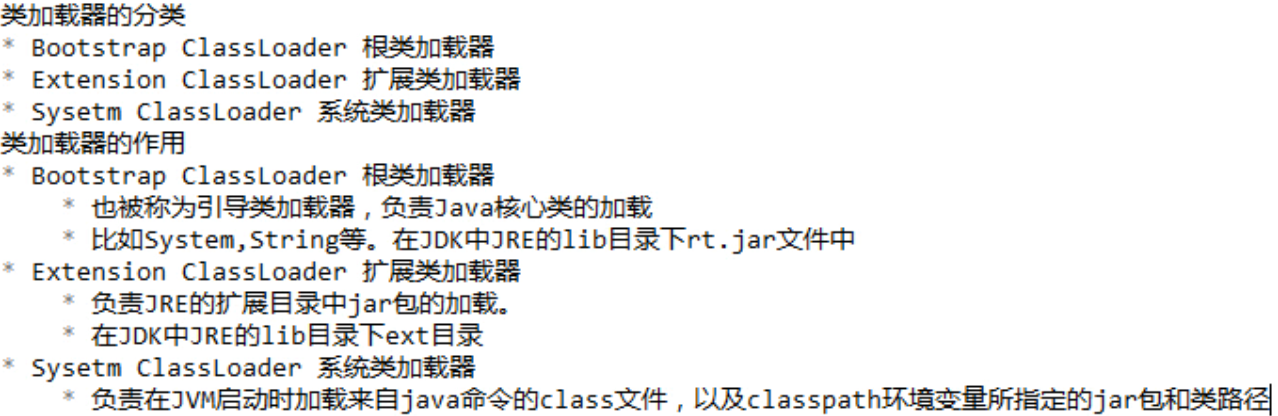 类加载器的分类
* Bootstrap ClassLoader 根类加载器
* Extension ClassLoader 扩展类加载器
* Sysetm ClassLoader 系统类加载器
类加载器的作用
* Bootstrap ClassLoader 根类加载器
* 也被称为引导类加载器，负责Java核心类的加载
* 比如System,String等。在JDK中JRE的lib目录下rt.jar文件中
* Extension ClassLoader 扩展类加载器
* 负责JRE的扩展目录中jar包的加载。
* 在JDK中JRE的lib目录下ext目录
* Sysetm ClassLoader 系统类加载器
* 负责在JVM启动时加载来自java命令的class文件，以及classpath环境变量所指定的jar包和类路径